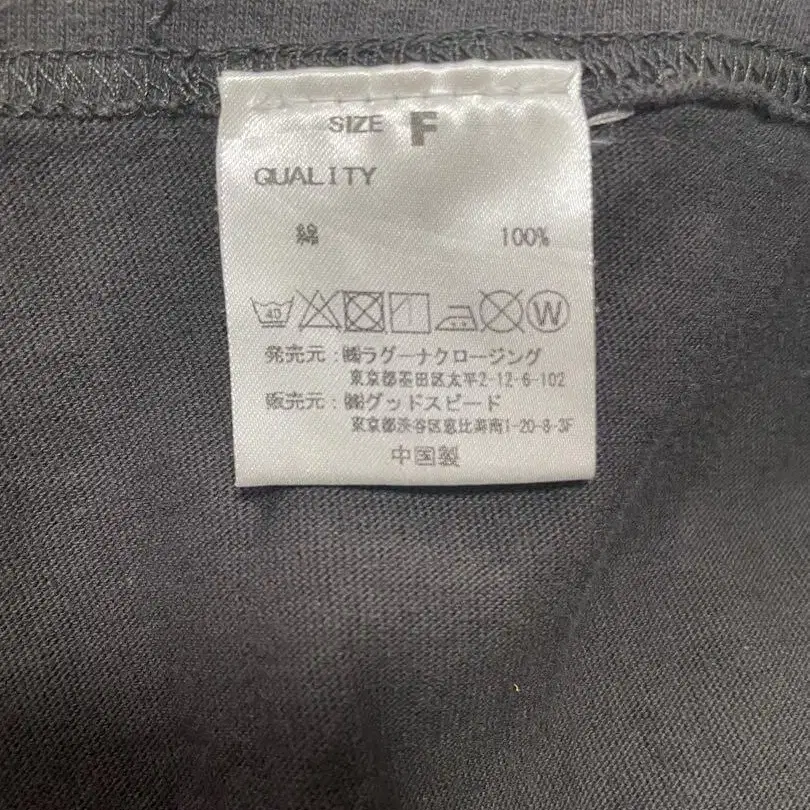 SIZE F
QUALITY
綿 100%
40 W
発売元:㈱ラグーナクロージング
東京都墨田区太平2-12-6-102
販売元:㈱グッドスピード
東京都渋谷区恵比寿南1-20-8-3F
中国製